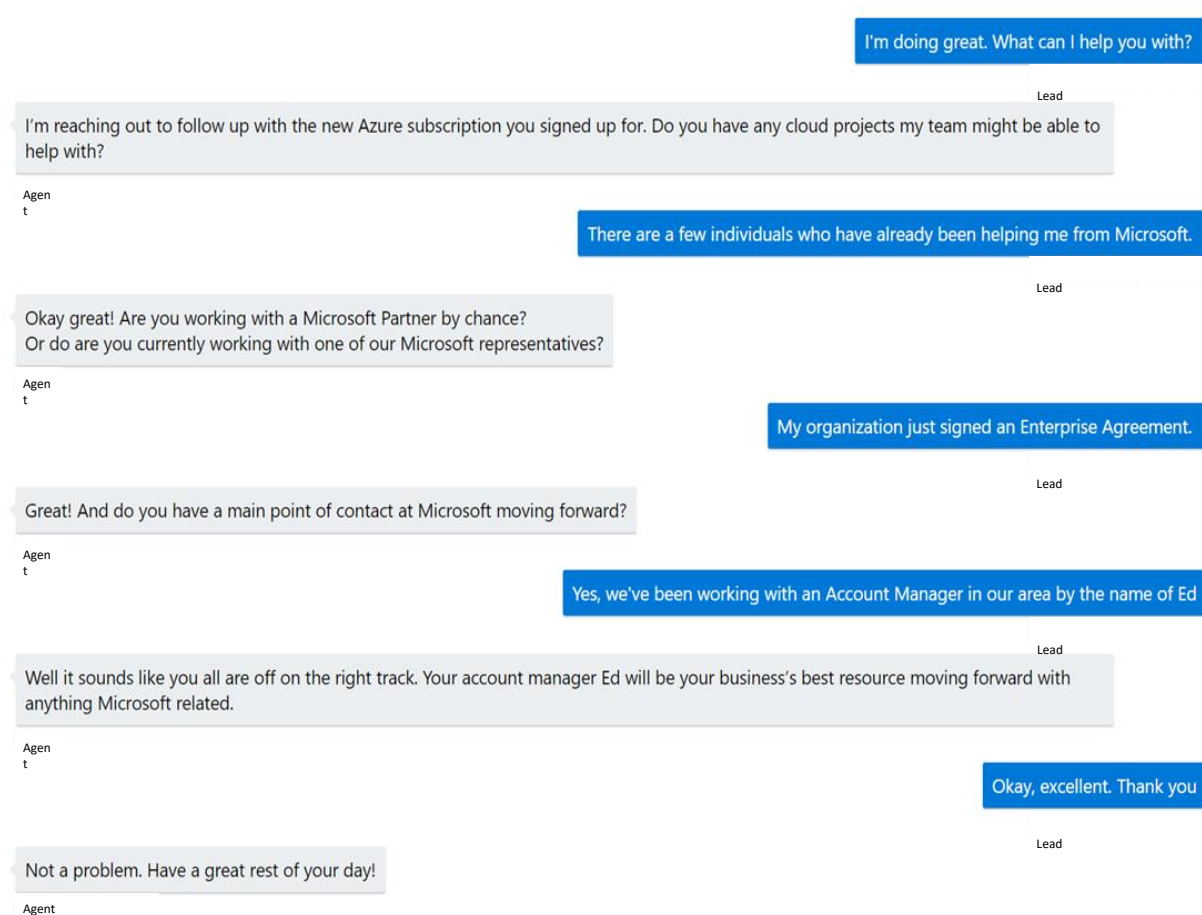 I'm doing great. What can I help you with?
Lead
I'm reaching out to follow up with the new Azure subscription you signed up for. Do you have any cloud projects my team might be able to
help with?
Agen
t
There are a few individuals who have already been helping me from Microsoft.
Lead
Okay great! Are you working with a Microsoft Partner by chance?
Or do are you currently working with one of our Microsoft representatives?
Agen
t
My organization just signed an Enterprise Agreement.
Lead
Great! And do you have a main point of contact at Microsoft moving forward?
Agen
t
Yes, we've been working with an Account Manager in our area by the name of Ed
Lead
Well it sounds like you all are off on the right track. Your account manager Ed will be your business's best resource moving forward with
anything Microsoft related.
Agen
t
Okay, excellent. Thank you
Lead
Not a problem. Have a great rest of your day!
Agent